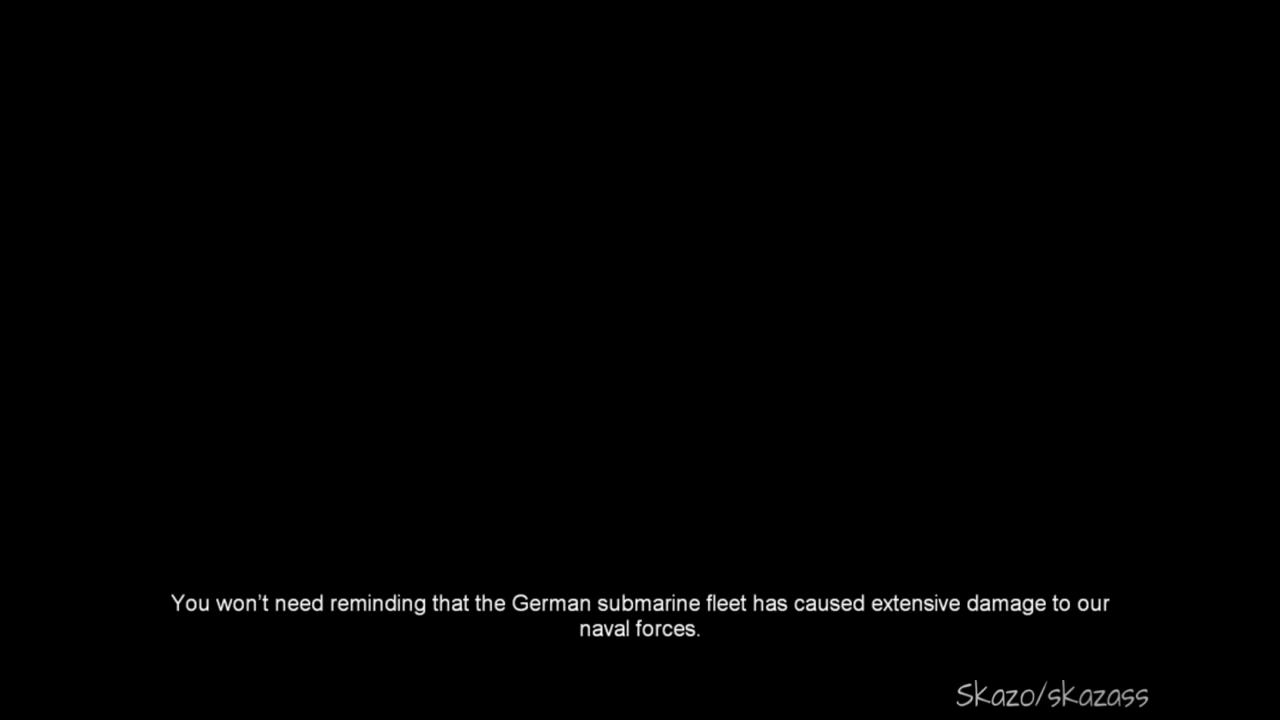 You won't need reminding that the German submarine fleet has caused extensive damage to our
naval forces.
Skazo/skazass